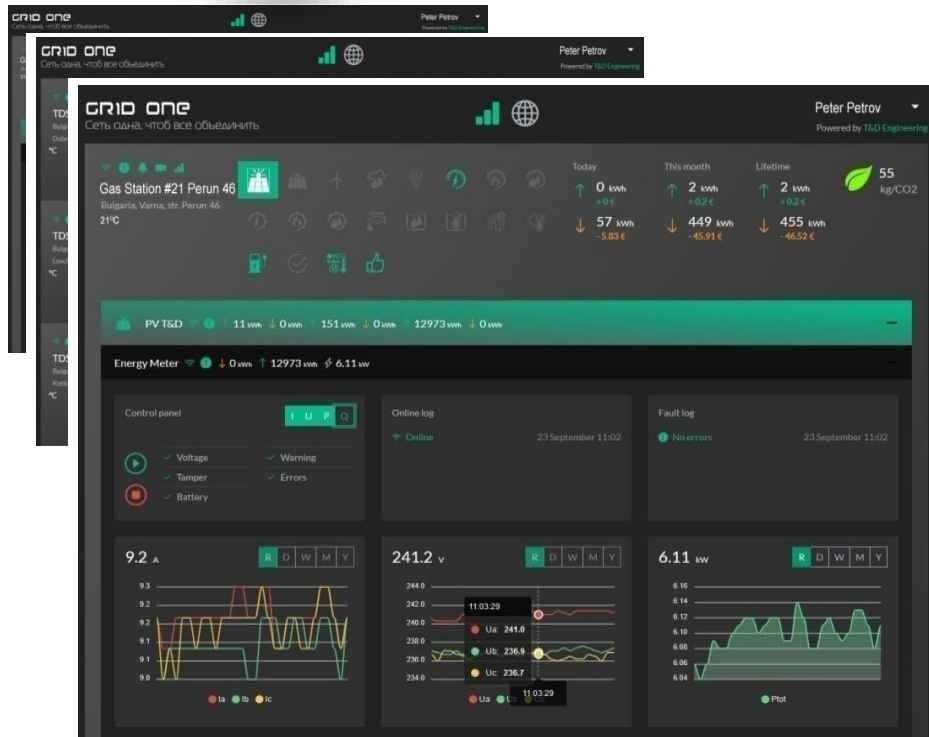 GRID ONE
Сеть одна, чтоб все объединить
Peter Petrov
Powered by T&D Engineering
GRID ONE
Сеть одна, чтоб все объединить
Peter Petrov
Powered by T&D Engineering
TDS
Bulga
Dobri
°C
TDS
Bulga
Lovch
°C
TDS
Bulga
Kotle
°C
GRID ONE
Сеть одна, чтоб все объединить
Peter Petrov
Powered by T&D Engineering
Gas Station #21 Perun 46
Bulgaria, Varna, str. Perun 46
21°C
Today
This month
Lifetime
0 kWh
+ 0 €
57 kWh
- 5.83 €
2 kWh
+ 0.2 €
449 kWh
- 45.91 €
2 kWh
+ 0.2 €
455 kWh
- 46.52 €
55
kg/CO2
PV T&D ↑ 11 kWh ↓ 0 kWh ↑ 151 kWh ↓ 0 kWh ↑ 12973 kWh ↓ 0 kWh
Energy Meter ↓ 0 kWh ↑ 12973 kWh 6.11 kW
Control panel
I U P Q
Voltage
Warning
Tamper
Errors
Battery
Online log
Online
23 September 11:02
Fault log
No errors
23 September 11:02
9.2 A
R D W M Y
9.3
9.2
9.2
9.1
9.1
9.0
Ia Ib Ic
241.2 V
R D W M Y
244.0
242.0
240.0
238.0
236.0
234.0
11:03:29
Ua: 241.0
Ub: 236.9
Uc: 236.7
11:03:29
Ua
6.11 kW
R D W M Y
6.16
6.14
6.12
6.10
6.08
6.06
6.04
Ptot